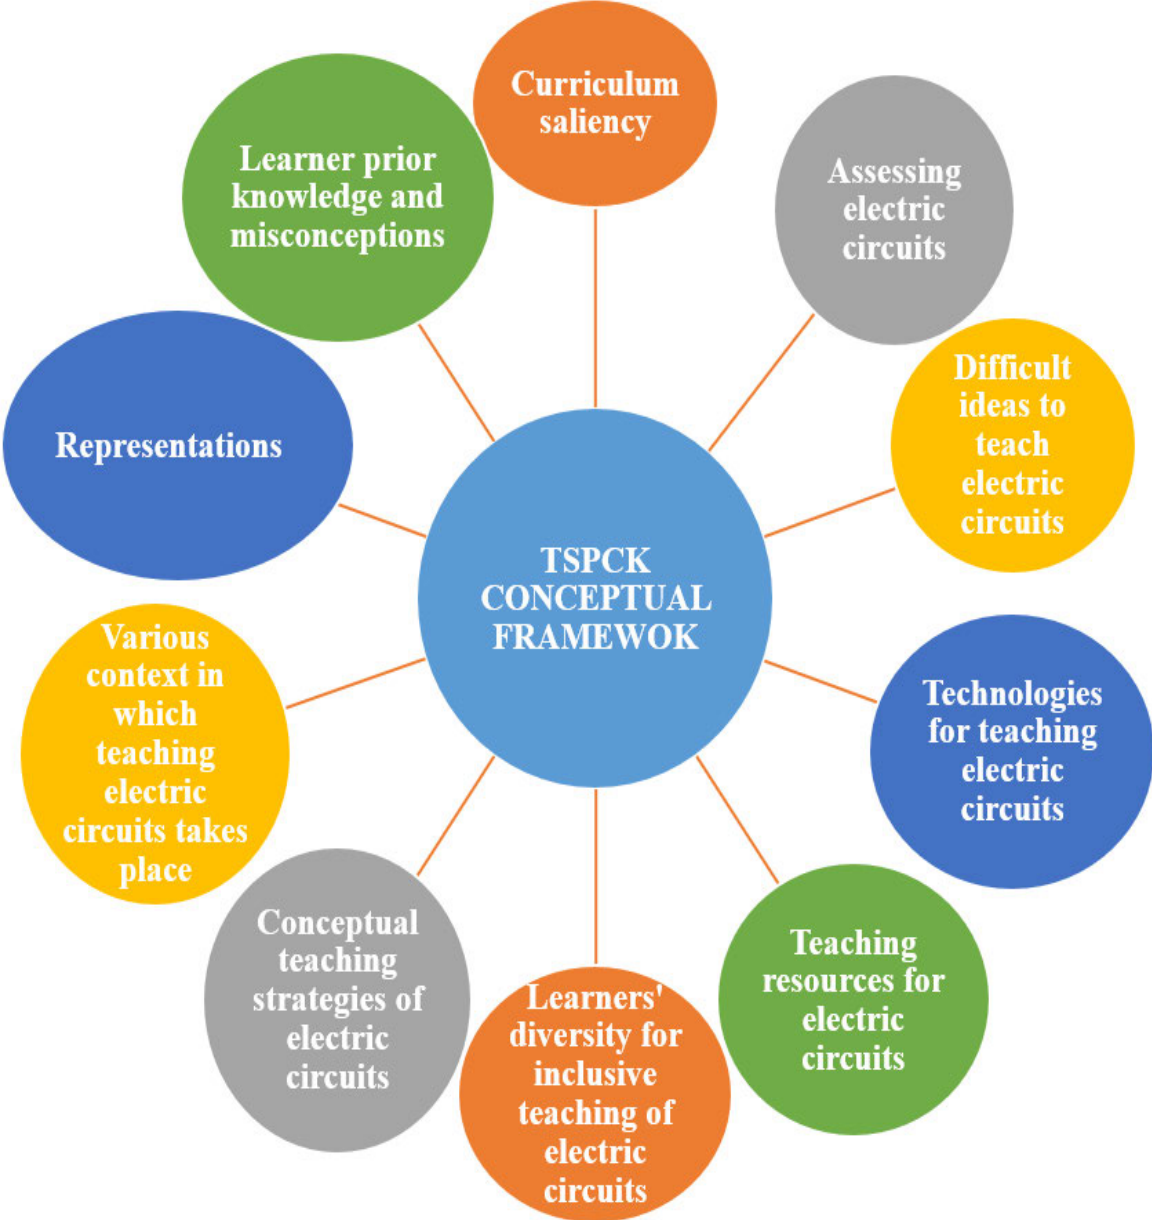 Curriculum
saliency
Assessing
electric
circuits
Difficult
ideas to
teach
electric
circuits
Technologies
for teaching
electric
circuits
Teaching
resources for
electric
circuits
Learners'
diversity for
inclusive
teaching of
electric
circuits
Conceptual
teaching
strategies of
electric
circuits
Various
context in
which
teaching
electric
circuits takes
place
Representations
Learner prior
knowledge and
misconceptions
TSPCK
CONCEPTUAL
FRAMEWOK